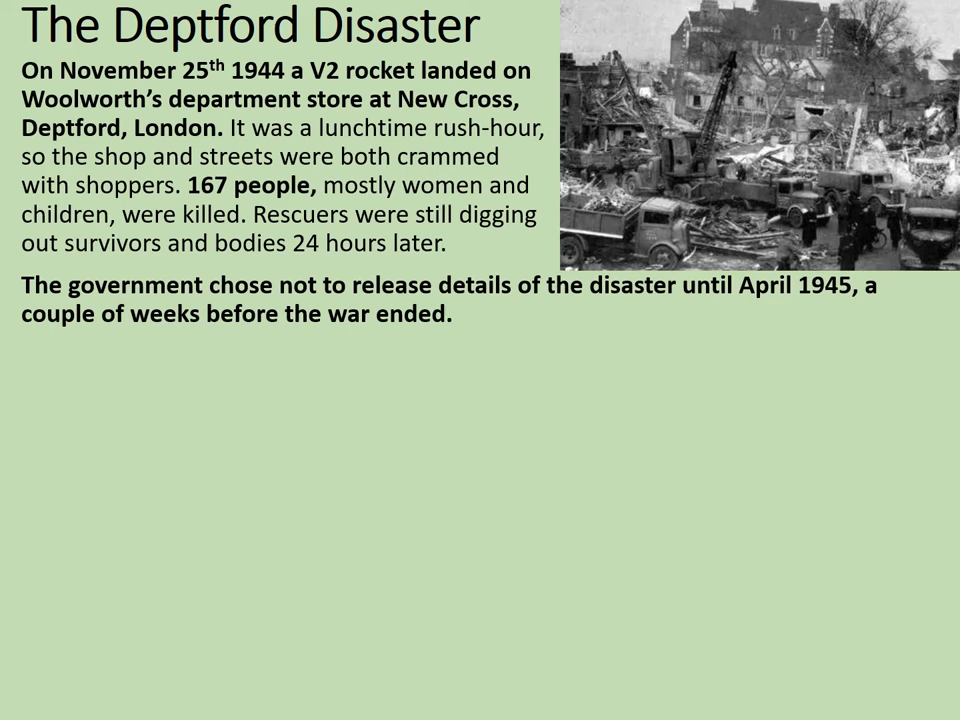 The Deptford Disaster
On November 25th 1944 a V2 rocket landed on
Woolworth’s department store at New Cross,
Deptford, London. It was a lunchtime rush-hour,
so the shop and streets were both crammed
with shoppers. 167 people, mostly women and
children, were killed. Rescuers were still digging
out survivors and bodies 24 hours later.
The government chose not to release details of the disaster until April 1945, a
couple of weeks before the war ended.